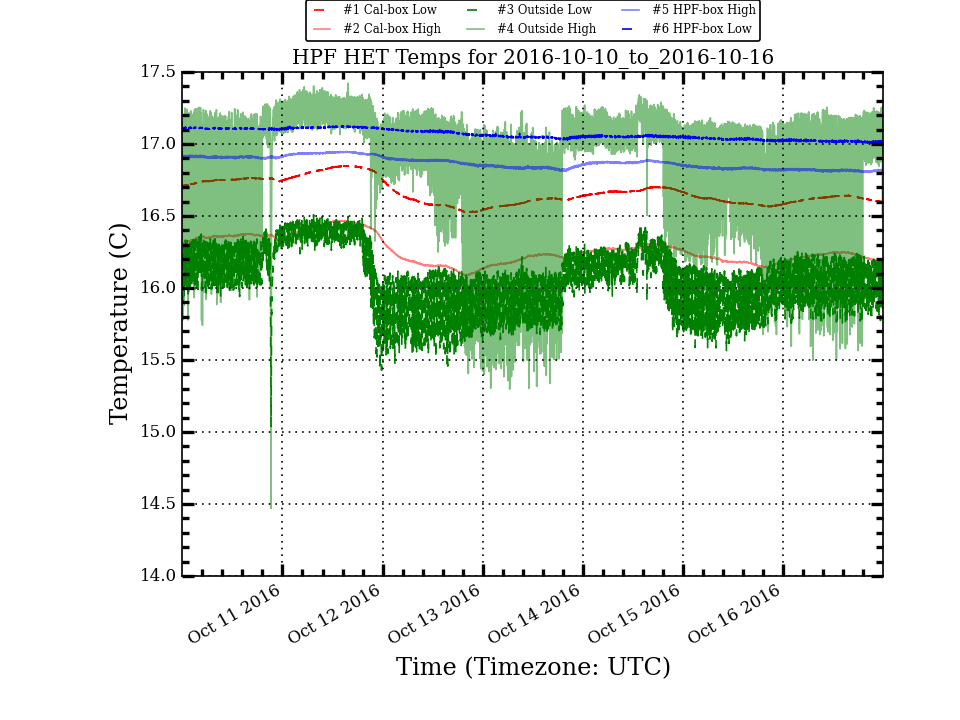 #1 Cal-box Low #3 Outside Low #5 HPF-box High
#2 Cal-box High #4 Outside High #6 HPF-box Low
HPF HET Temps for 2016-10-10_to_2016-10-16
17.5
17.0
16.5
16.0
15.5
15.0
14.5
14.0
Temperature (C)
Oct 11 2016 Oct 12 2016 Oct 13 2016 Oct 14 2016 Oct 15 2016 Oct 16 2016
Time (Timezone: UTC)